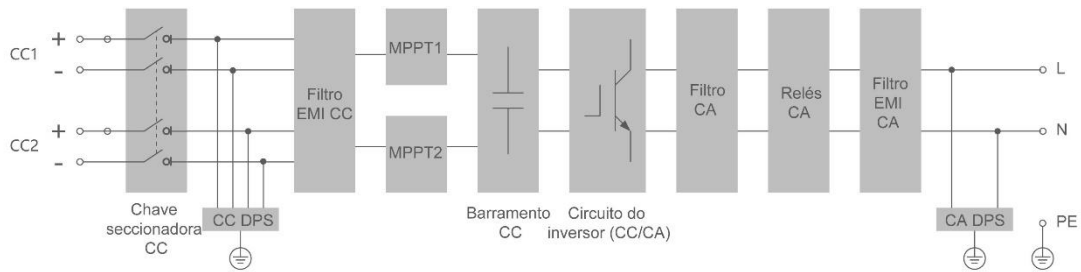 CC1
+
-
CC2
+
-
Chave
seccionadora
CC
CC DPS
Filtro
EMI CC
MPPT1
MPPT2
Barramento
CC
Circuito do
inversor (CC/CA)
Filtro
CA
Relés
CA
Filtro
EMI
CA
CA DPS
L
N
PE